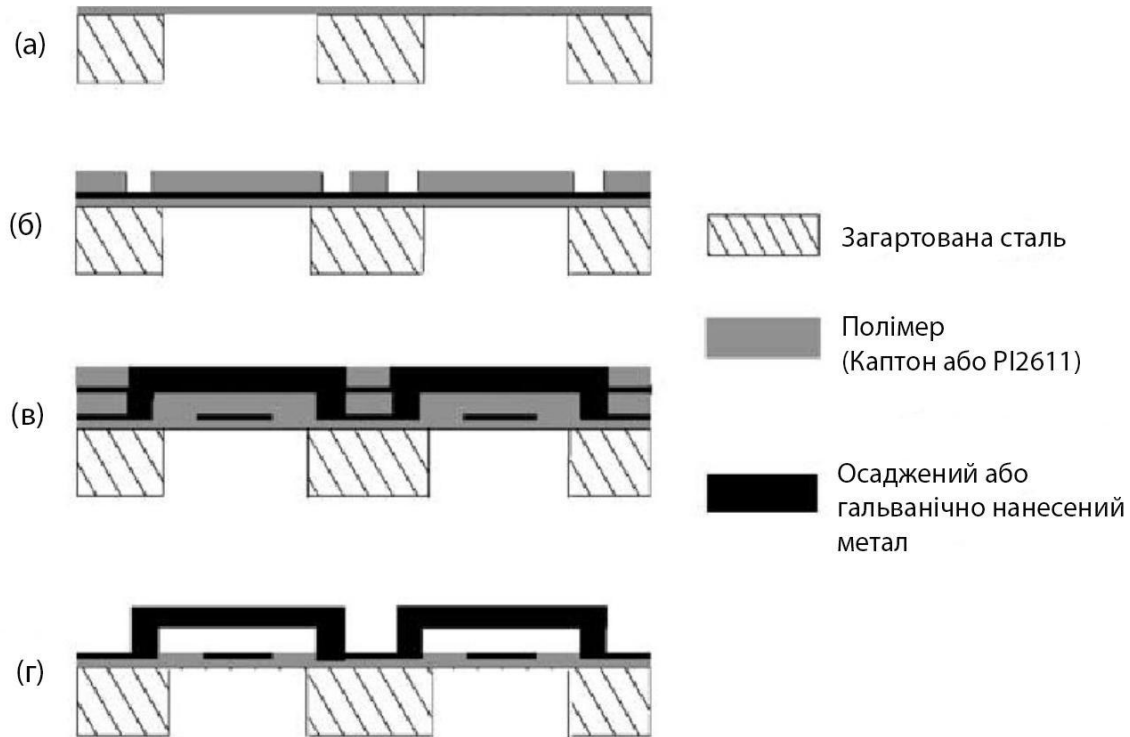 (а)
(б)
Загартована сталь
Полімер
(Каптон або PI2611)
(в)
Осаджений або
гальванічно нанесений
метал
(г)